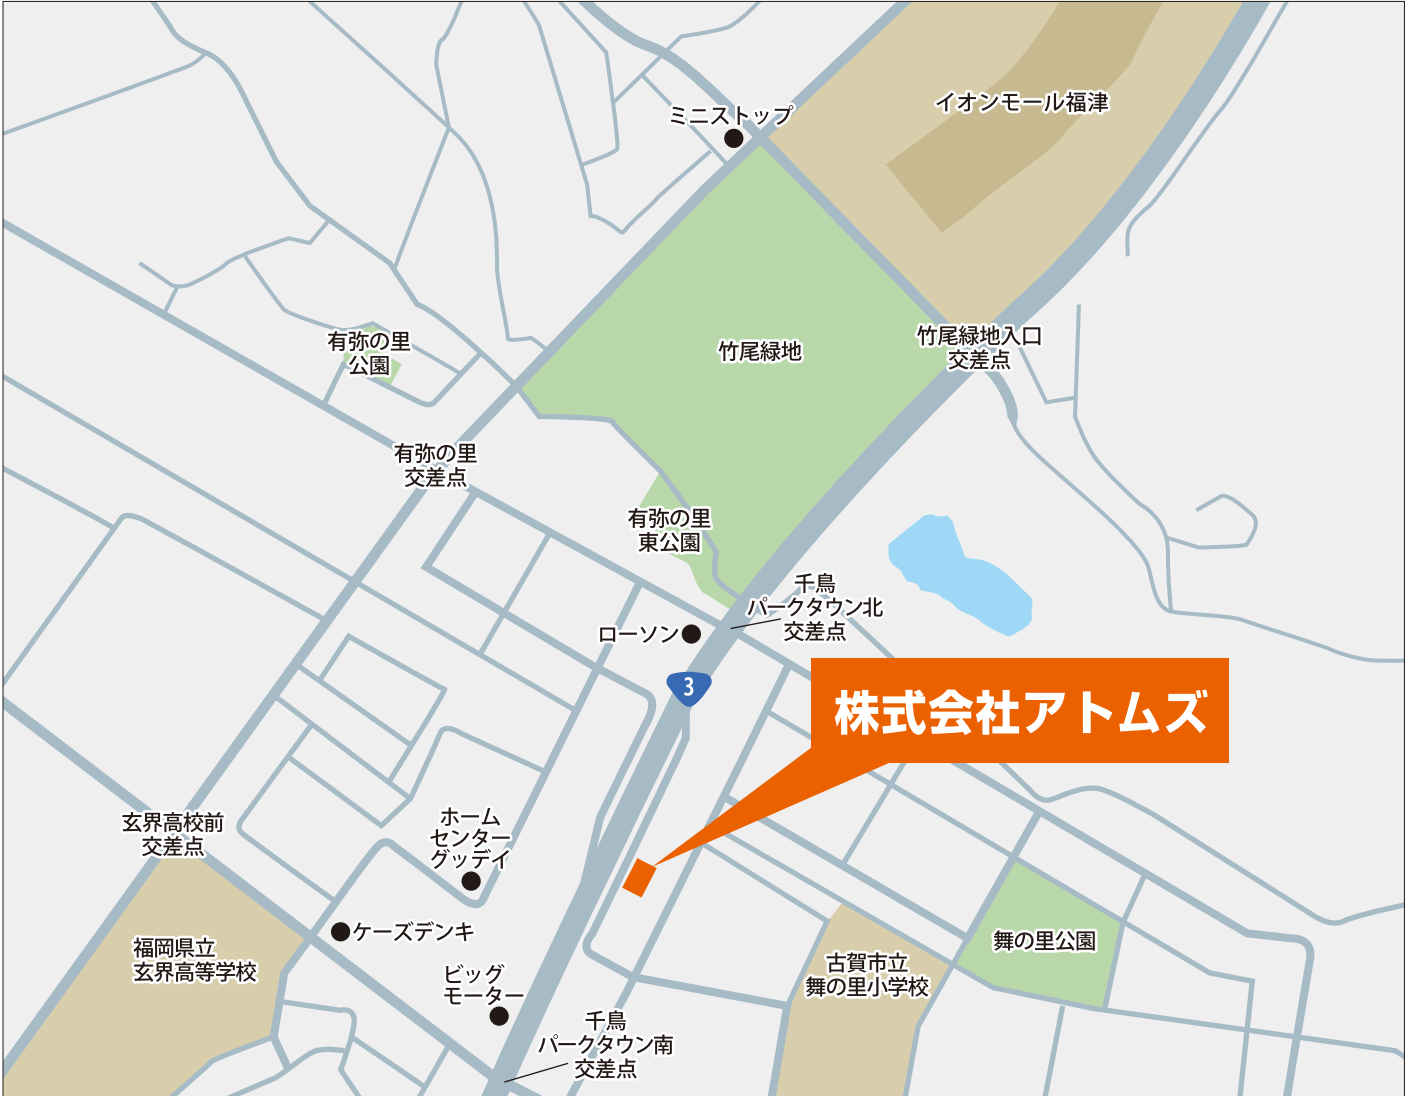 イオンモール福津
ミニストップ
竹尾緑地
竹尾緑地入口
交差点
有弥の里
公園
有弥の里
交差点
有弥の里
東公園
千鳥
パークタウン北
交差点
ローソン
3
株式会社アトムズ
玄界高校前
交差点
ホーム
センター
グッデイ
ケーズデンキ
福岡県立
玄界高等学校
ビッグ
モーター
舞の里公園
古賀市立
舞の里小学校
千鳥
パークタウン南
交差点